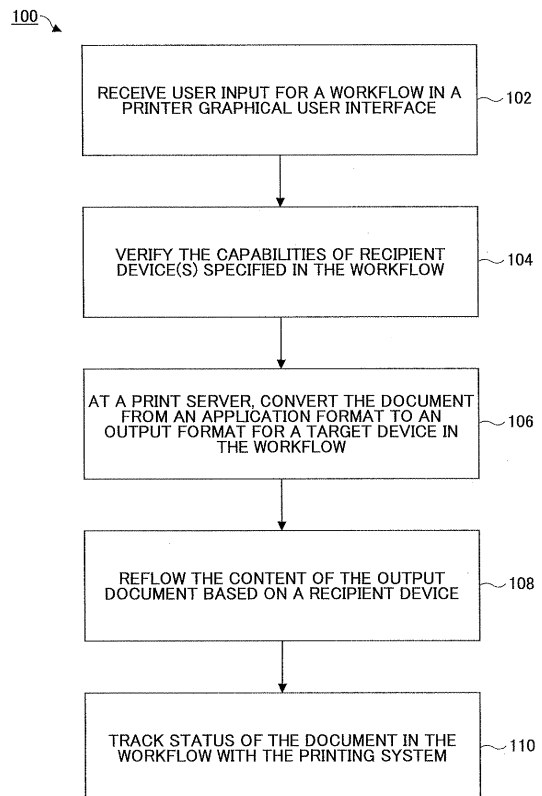 100
RECEIVE USER INPUT FOR A WORKFLOW IN A
PRINTER GRAPHICAL USER INTERFACE
102
VERIFY THE CAPABILITIES OF RECIPIENT
DEVICE(S) SPECIFIED IN THE WORKFLOW
104
AT A PRINT SERVER, CONVERT THE DOCUMENT
FROM AN APPLICATION FORMAT TO AN
OUTPUT FORMAT FOR A TARGET DEVICE IN
THE WORKFLOW
106
REFLOW THE CONTENT OF THE OUTPUT
DOCUMENT BASED ON A RECIPIENT DEVICE
108
TRACK STATUS OF THE DOCUMENT IN THE
WORKFLOW WITH THE PRINTING SYSTEM
110